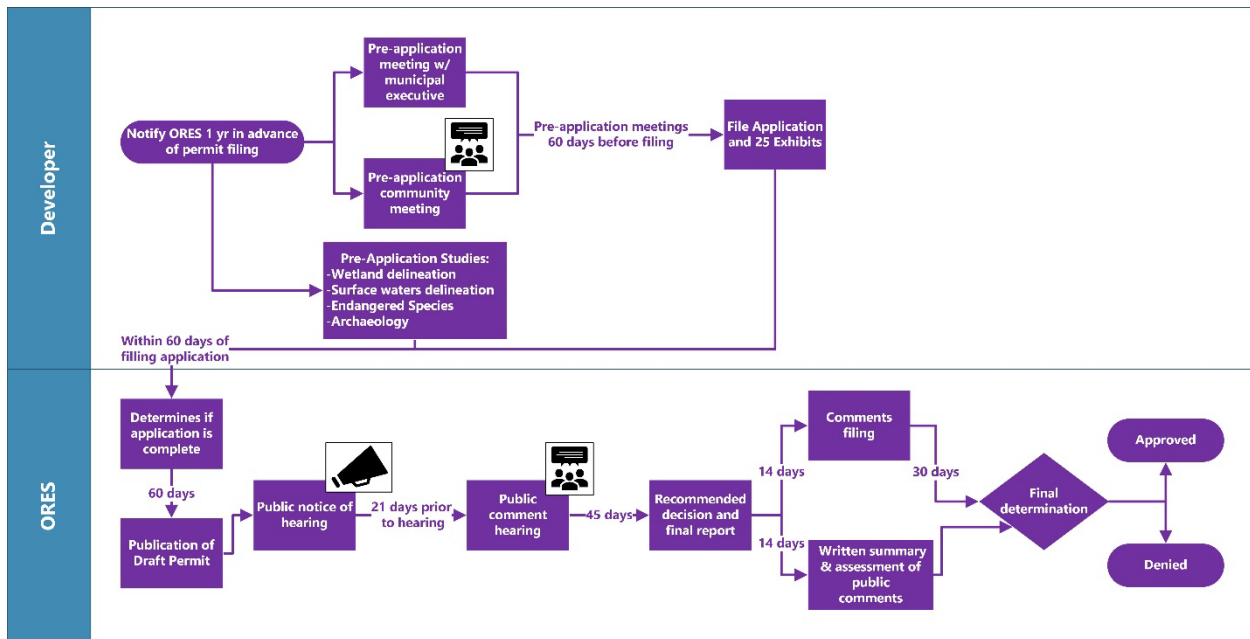 Developer
Notify ORES 1 yr in advance
of permit filing
Pre-application
meeting w/
municipal
executive
Pre-application
community
meeting
Pre-application meetings
60 days before filing
File Application
and 25 Exhibits
Pre-Application Studies:
-Wetland delineation
-Surface waters delineation
-Endangered Species
-Archaeology
Within 60 days of
filling application
ORES
Determines if
application is
complete
60 days
Publication of
Draft Permit
Public notice of
hearing
21 days prior
to hearing
Public
comment
hearing
45 days
Recommended
decision and
final report
14 days
Comments
filing
30 days
14 days
Written summary
& assessment of
public
comments
Final
determination
Approved
Denied